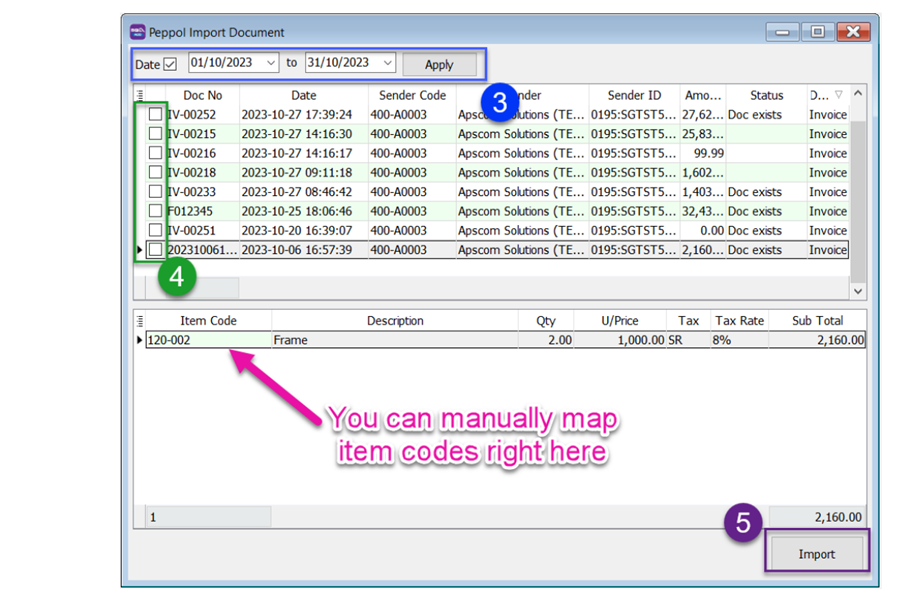 Peppol Import Document
Date 01/10/2023 to 31/10/2023 Apply
3
Doc No Date Sender Code nder Sender ID Amo... Status D...
IV-00252 2023-10-27 17:39:24 400-A0003 Apscom Solutions (TE... 0195:SGTST5... 27,62... Doc exists Invoice
IV-00215 2023-10-27 14:16:30 400-A0003 Apscom Solutions (TE... 0195:SGTST5... 25,83... Invoice
IV-00216 2023-10-27 14:16:17 400-A0003 Apscom Solutions (TE... 0195:SGTST5... 99.99 Invoice
IV-00218 2023-10-27 09:11:18 400-A0003 Apscom Solutions (TE... 0195:SGTST5... 1,602... Invoice
IV-00233 2023-10-27 08:46:42 400-A0003 Apscom Solutions (TE... 0195:SGTST5... 1,403... Doc exists Invoice
F012345 2023-10-25 18:06:46 400-A0003 Apscom Solutions (TE... 0195:SGTST5... 32,43... Doc exists Invoice
IV-00251 2023-10-20 16:39:07 400-A0003 Apscom Solutions (TE... 0195:SGTST5... 0.00 Doc exists Invoice
202310061... 2023-10-06 16:57:39 400-A0003 Apscom Solutions (TE... 0195:SGTST5... 2,160... Doc exists Invoice
4
Item Code Description Qty U/Price Tax Tax Rate Sub Total
120-002 Frame 2.00 1,000.00 SR 8% 2,160.00
You can manually map
item codes right here
1 2,160.00
5
Import